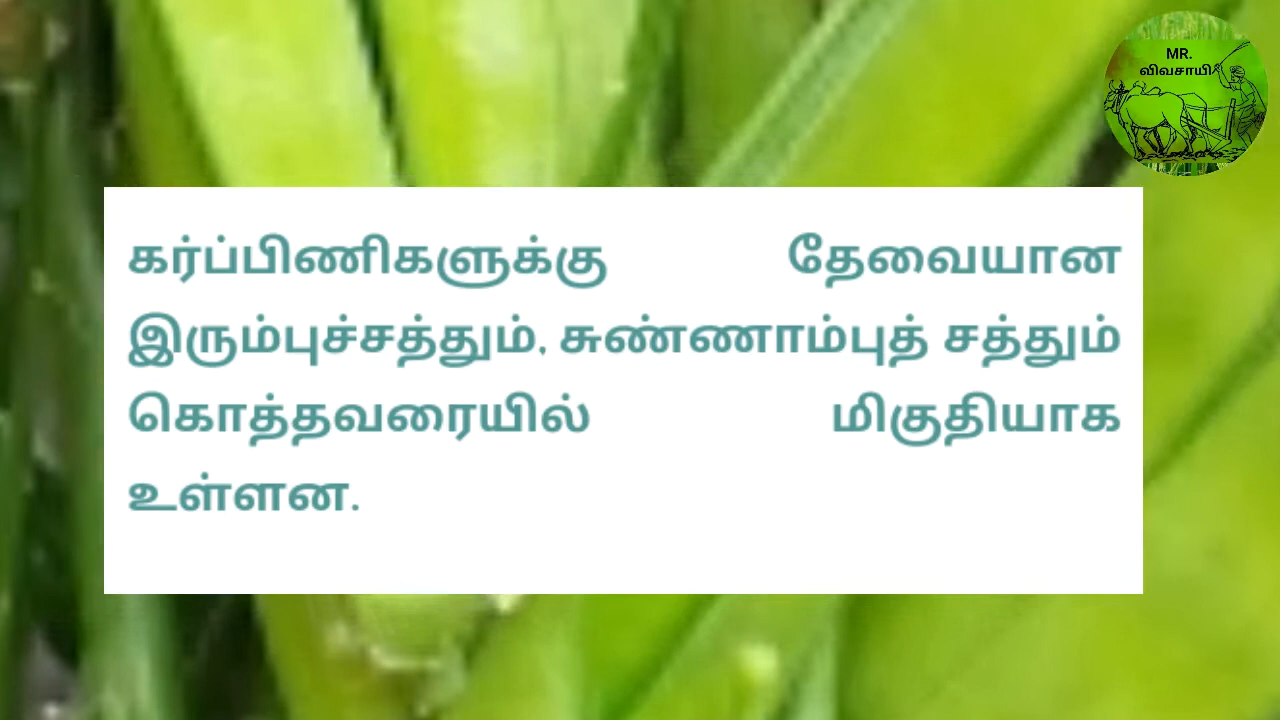 MR.
விவசாயி
கர்ப்பிணிகளுக்கு தேவையான
இரும்புச்சத்தும், சுண்ணாம்புத் சத்தும்
கொத்தவரையில் மிகுதியாக
உள்ளன.